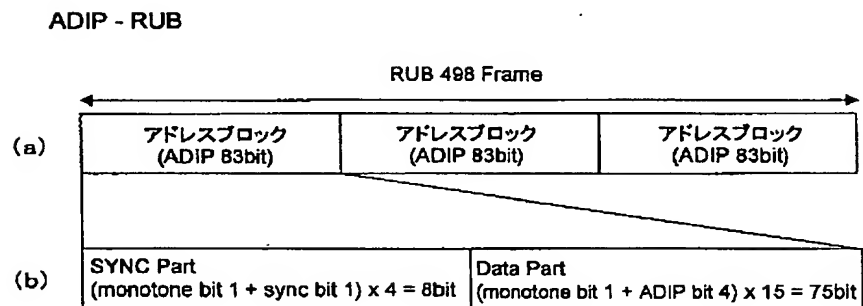 ADIP - RUB
RUB 498 Frame
(a)
アドレスブロック
(ADIP 83bit)
アドレスブロック
(ADIP 83bit)
アドレスブロック
(ADIP 83bit)
(b)
SYNC Part
(monotone bit 1 + sync bit 1) x 4 = 8bit
Data Part
(monotone bit 1 + ADIP bit 4) x 15 = 75bit